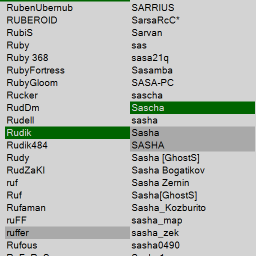 RubenUbernub
RUBEROID
RubiS
Ruby
Ruby 368
RubyFortress
RubyGloom
Rucker
RudDm
Rudell
Rudik
Rudik484
Rudy
RudZaKI
ruf
Ruf
Rufaman
ruFF
ruffer
Rufous
SARRIUS
SarsaRcC*
Sarvan
sas
sasa21q
Sasamba
SASA-PC
sascha
Sascha
sasha
Sasha
SASHA
Sasha [GhostS]
Sasha Bogatikov
Sasha Zernin
Sasha[GhostS]
Sasha_Kozburito
sasha_map
sasha_zek
sasha0490